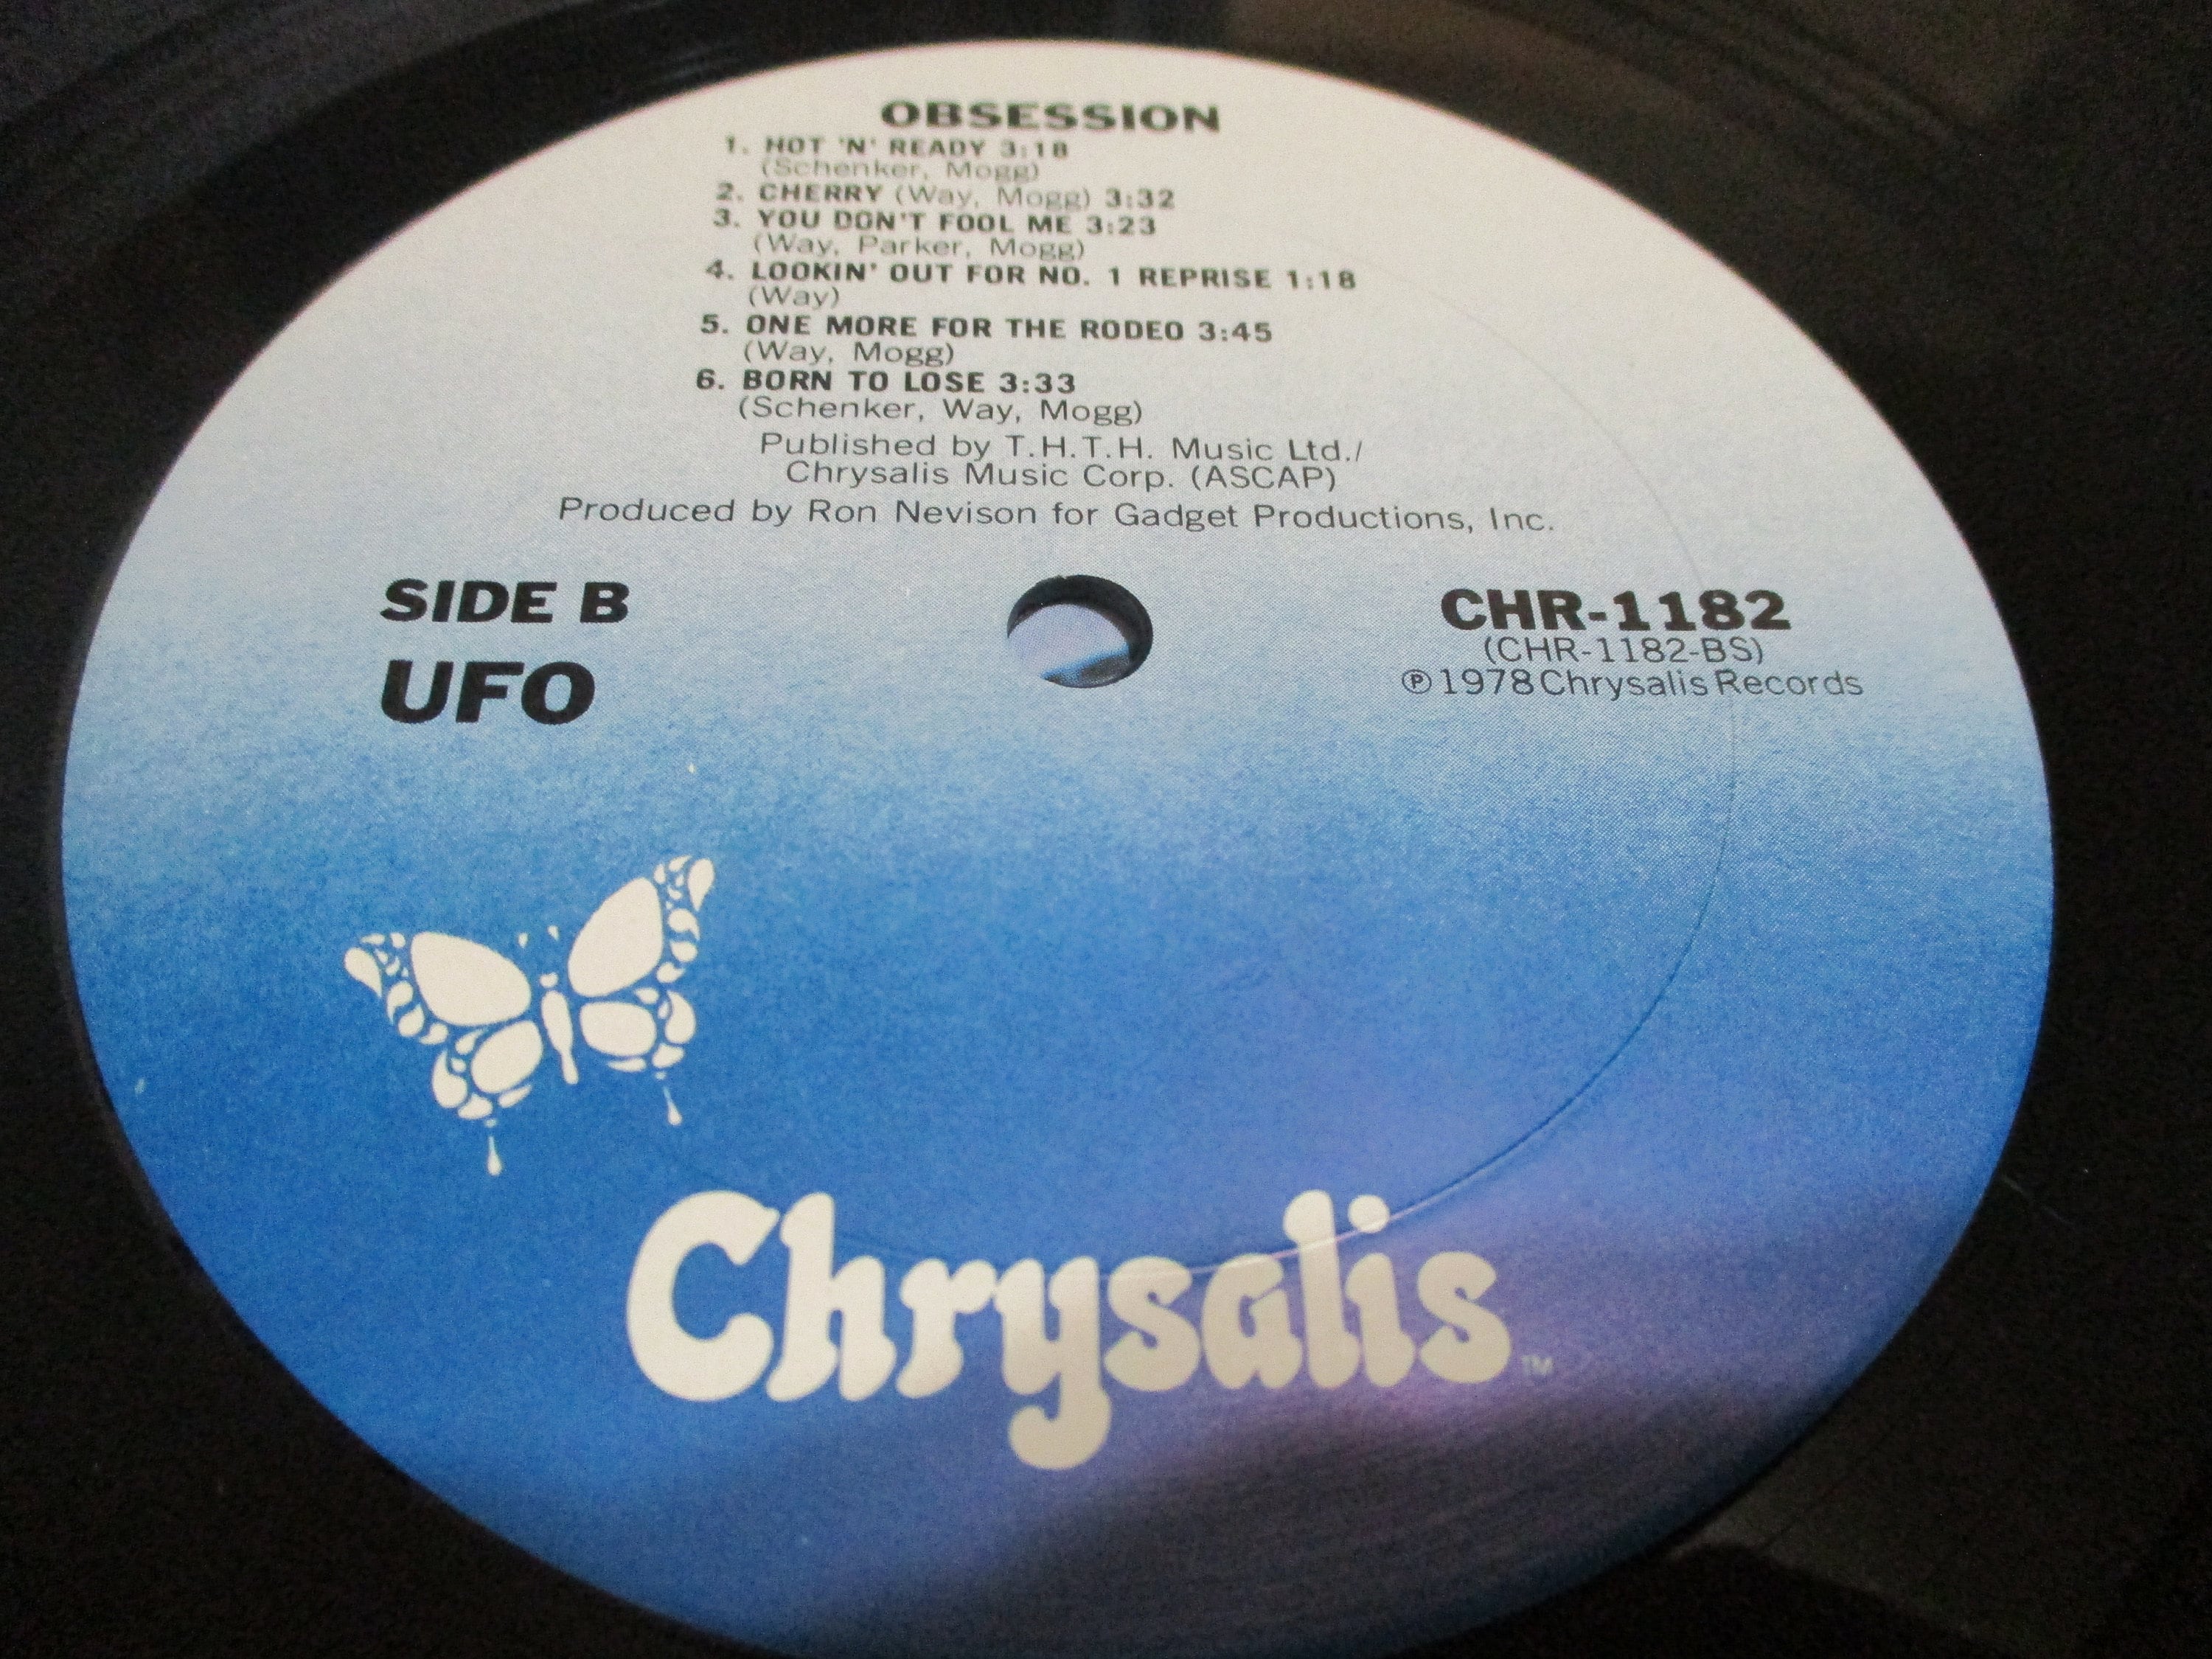 OBSESSION
1. HOT 'N' READY 3:18
(Schenker, Mogg)
2. CHERRY (Way, Mogg) 3:32
3. YOU DON'T FOOL ME 3:23
(Way, Parker, Mogg)
4. LOOKIN' OUT FOR NO. 1 REPRISE 1:18
(Way)
5. ONE MORE FOR THE RODEO 3:45
(Way, Mogg)
6. BORN TO LOSE 3:33
(Schenker, Way, Mogg)
Published by T.H.T.H. Music Ltd./
Chrysalis Music Corp. (ASCAP)
Produced by Ron Nevison for Gadget Productions, Inc.
SIDE B
UFO
CHR-1182
(CHR-1182-BS)
℗1978 Chrysalis Records
Chrysalis TM